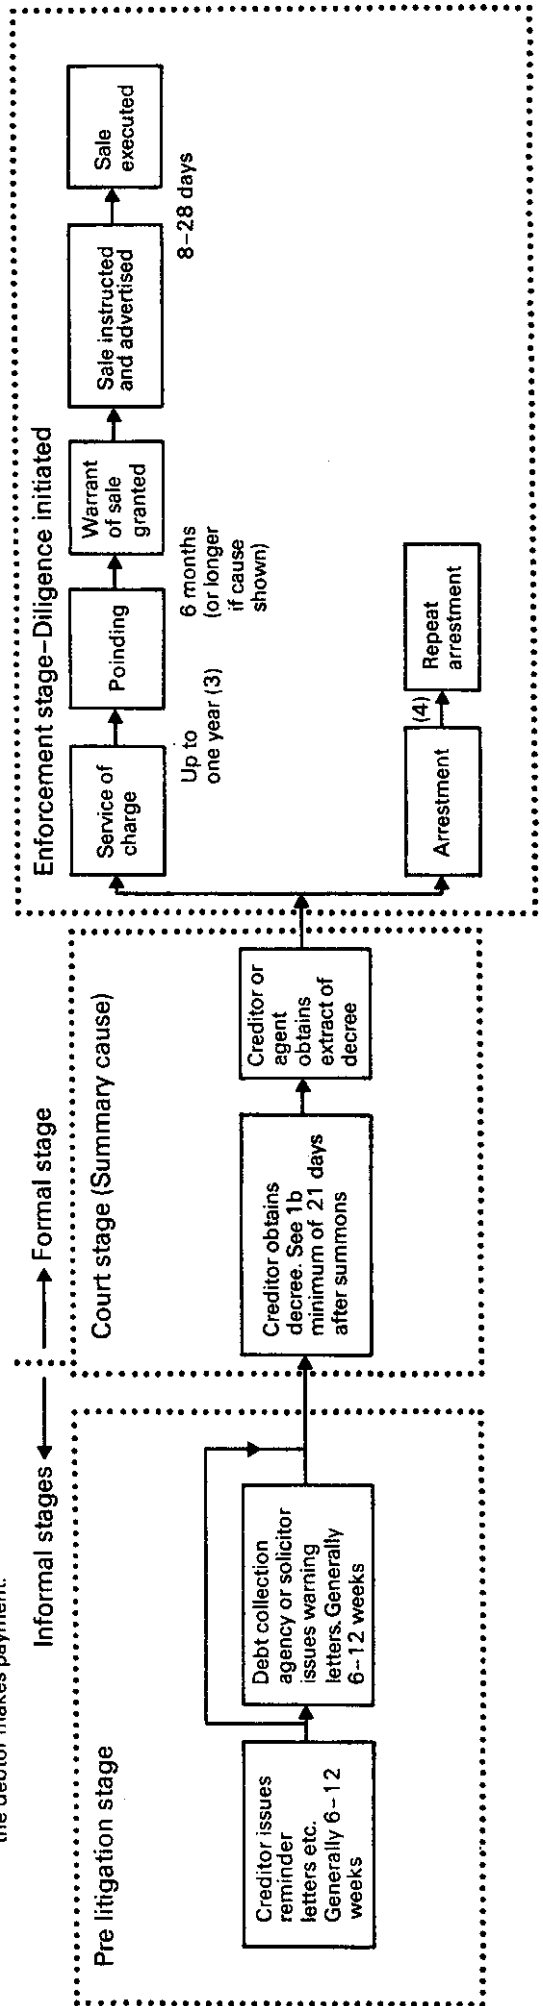 the debtor makes payment.
Informal stages
Formal stage
Pre litigation stage
Creditor issues
reminder
letters etc.
Generally 6–12
weeks
Debt collection
agency or solicitor
issues warning
letters. Generally
6–12 weeks
Court stage (Summary cause)
Creditor obtains
decree. See 1b
minimum of 21 days
after summons
Creditor or
agent
obtains
extract of
decree
Enforcement stage–Diligence initiated
Service of
charge
Up to
one year (3)
Poinding
6 months
(or longer
if cause
shown)
Warrant
of sale
granted
Sale instructed
and advertised
8–28 days
Sale
executed
Arrestment
(4)
Repeat
arrestment